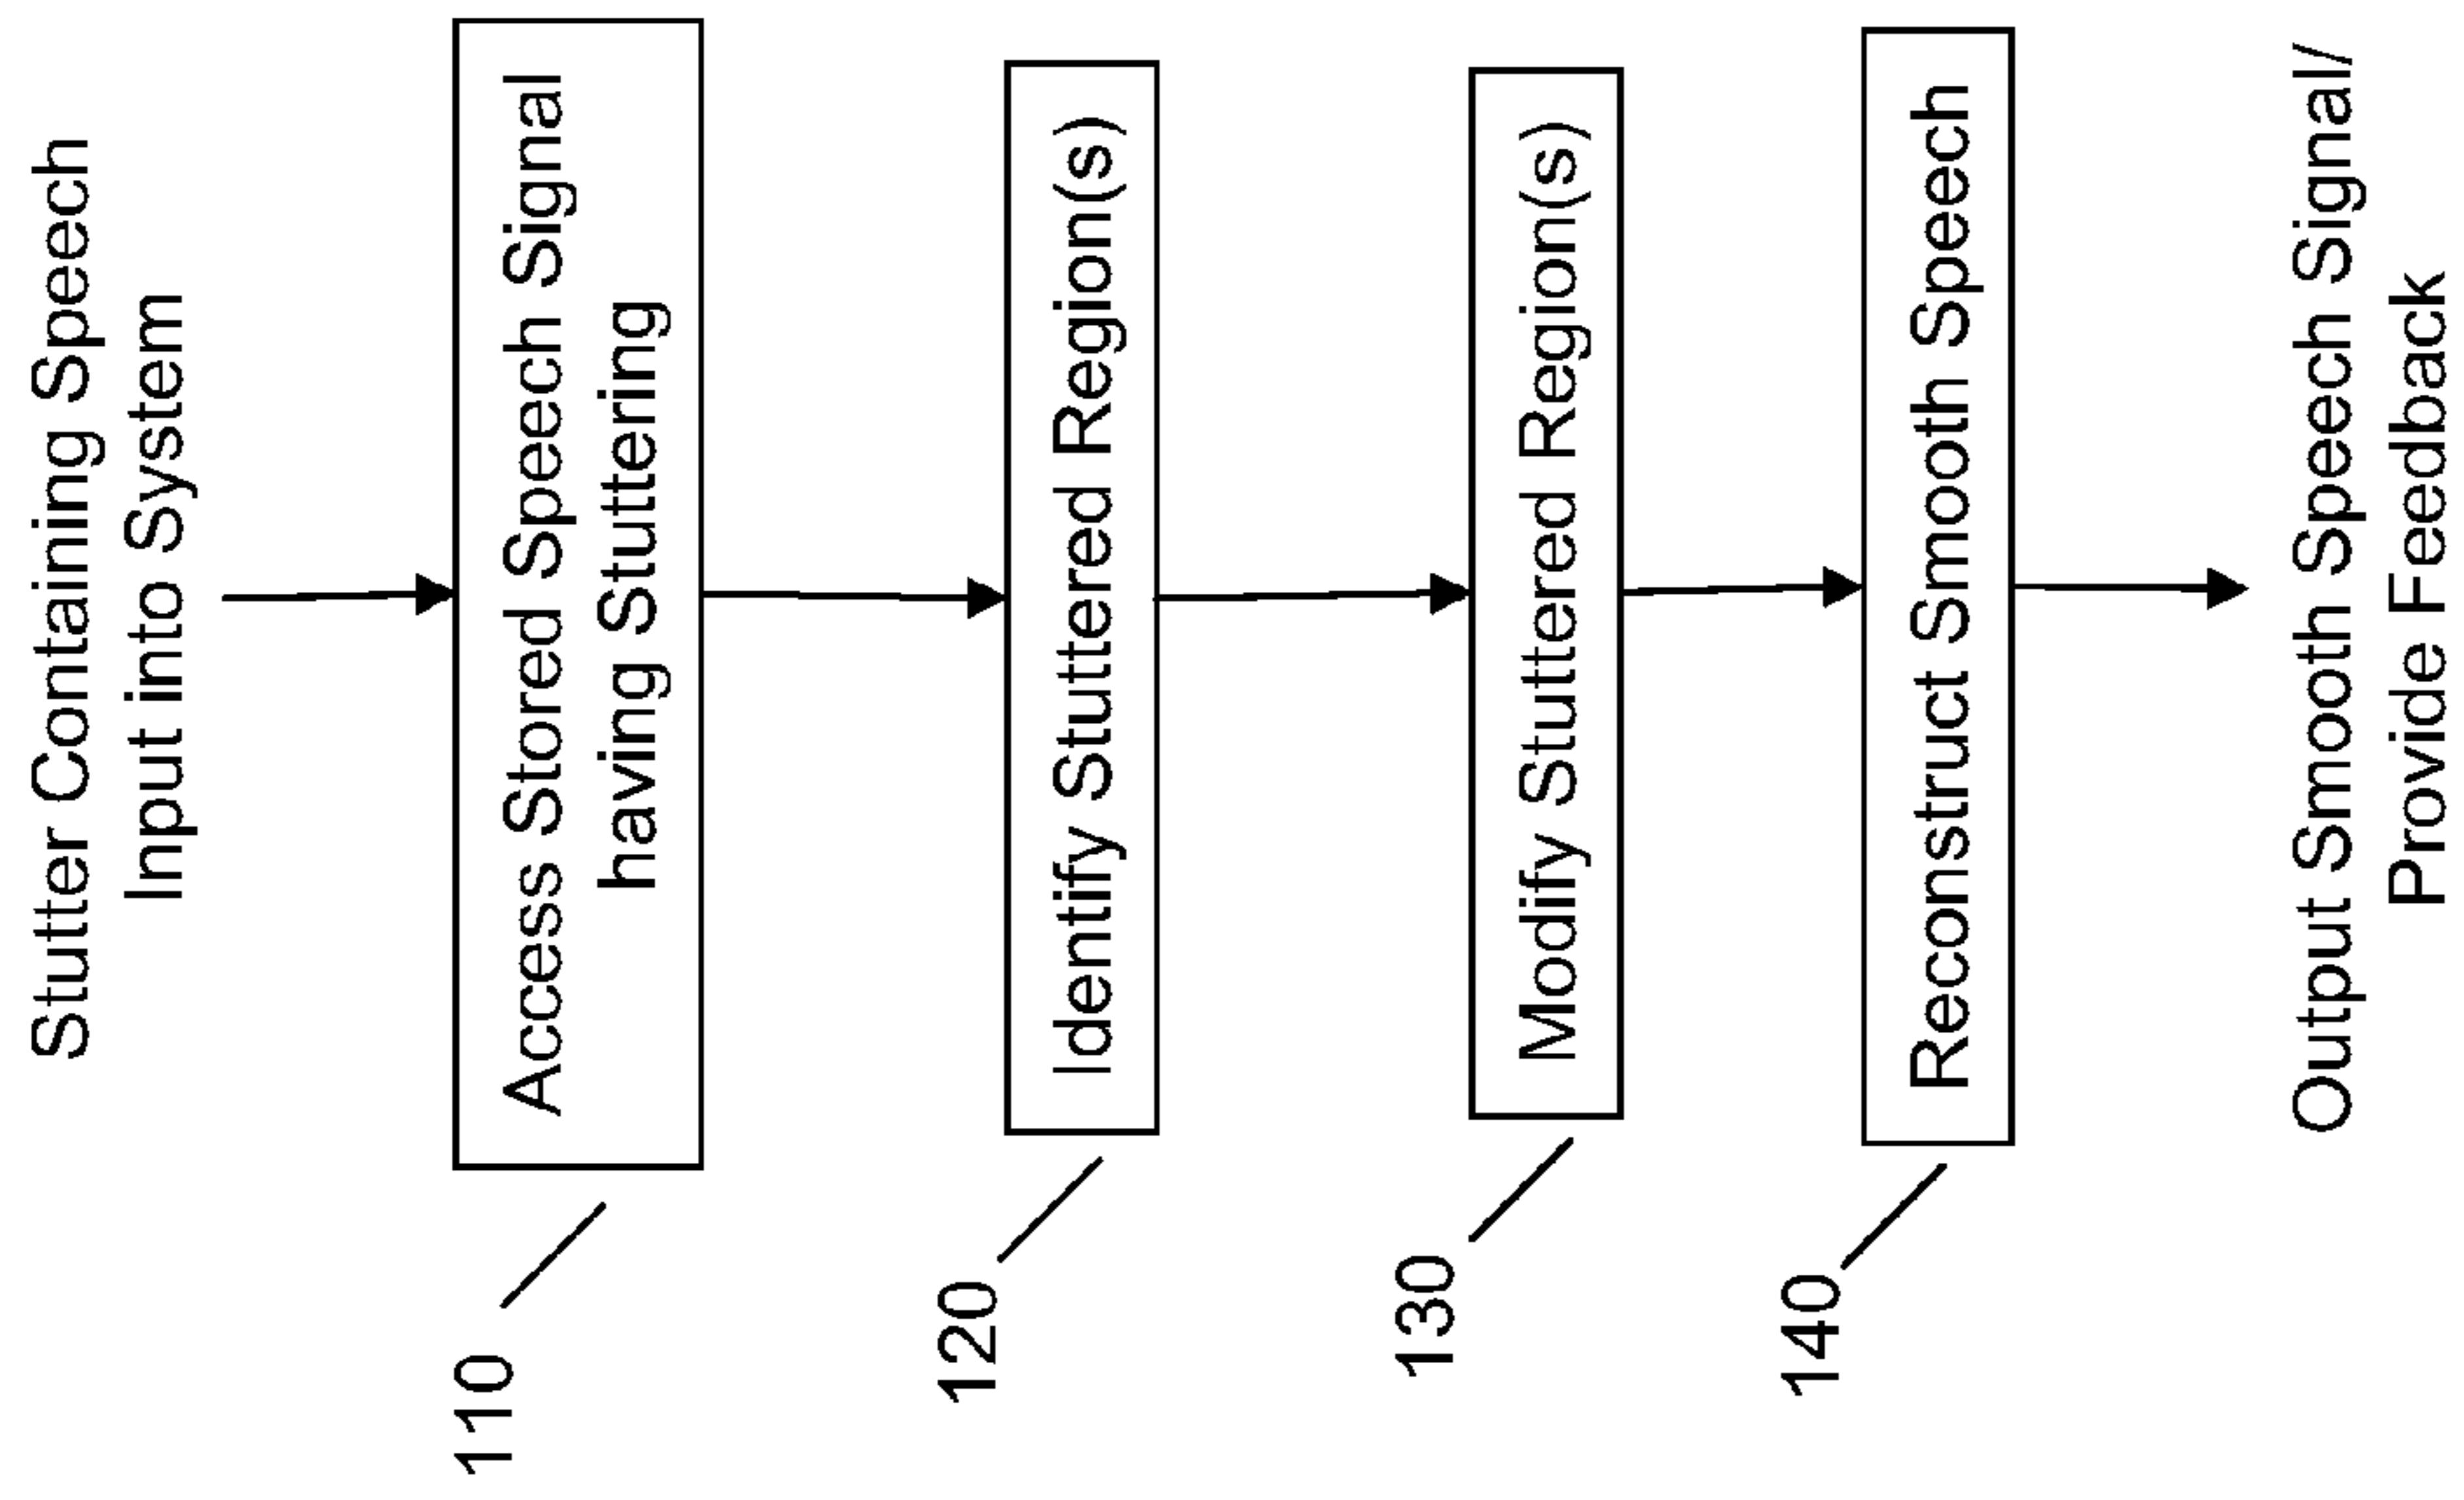 Stutter Containing Speech
Input into System
110
Access Stored Speech Signal
having Stuttering
120
Identify Stuttered Region(s)
130
Modify Stuttered Region(s)
140
Reconstruct Smooth Speech
Output Smooth Speech Signal/
Provide Feedback